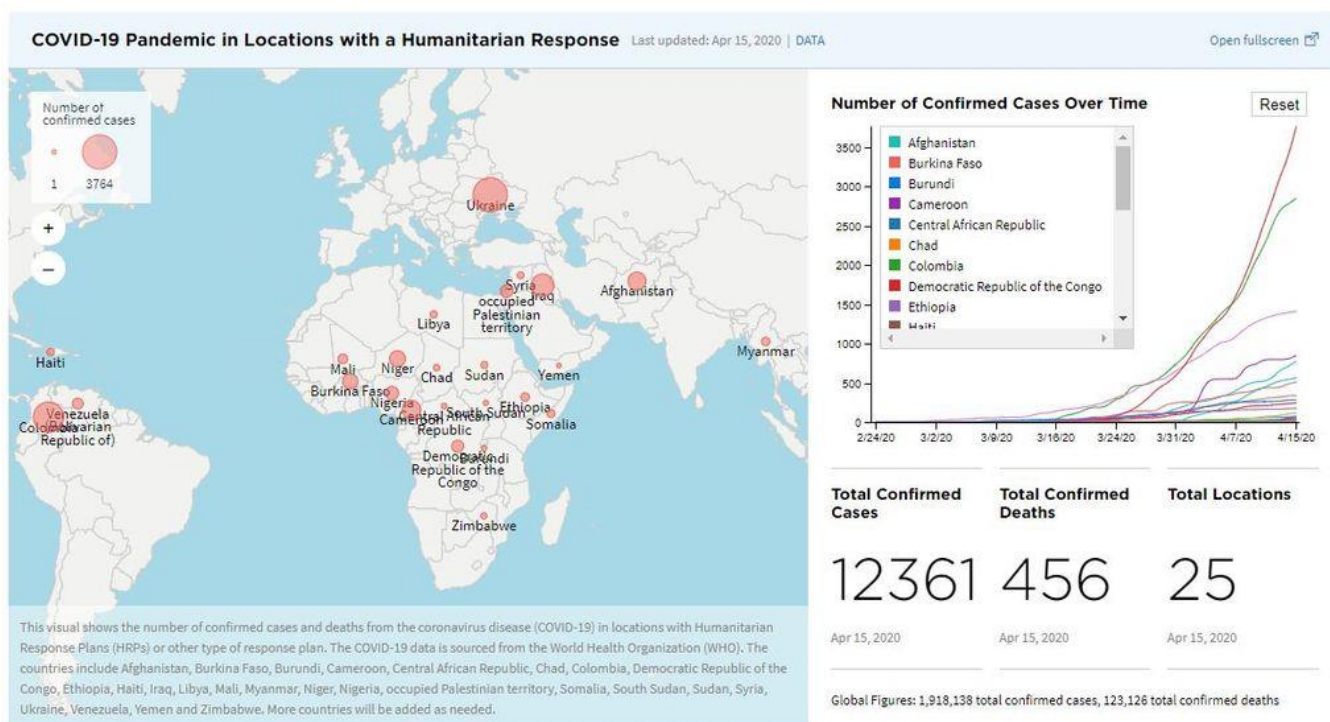 COVID-19 Pandemic in Locations with a Humanitarian Response Last updated: Apr 15, 2020 | DATA
Open fullscreen
Number of
confirmed cases
1 3764
+
−
Ukraine
Syria
Iraq
occupied
Palestinian
territory
Afghanistan
Libya
Myanmar
Haiti
Mali
Niger
Chad
Sudan
Yemen
Burkina Faso
Nigeria
Ethiopia
Cameroon
Central African
Republic
South Sudan
Somalia
Venezuela
(Bolivarian
Republic of)
Colombia
Democratic
Republic of the
Congo
Burundi
Zimbabwe
This visual shows the number of confirmed cases and deaths from the coronavirus disease (COVID-19) in locations with Humanitarian
Response Plans (HRPs) or other type of response plan. The COVID-19 data is sourced from the World Health Organization (WHO). The
countries include Afghanistan, Burkina Faso, Burundi, Cameroon, Central African Republic, Chad, Colombia, Democratic Republic of the
Congo, Ethiopia, Haiti, Iraq, Libya, Mali, Myanmar, Niger, Nigeria, occupied Palestinian territory, Somalia, South Sudan, Sudan, Syria,
Ukraine, Venezuela, Yemen and Zimbabwe. More countries will be added as needed.
Number of Confirmed Cases Over Time
Reset
3500
3000
2500
2000
1500
1000
500
0
Afghanistan
Burkina Faso
Burundi
Cameroon
Central African Republic
Chad
Colombia
Democratic Republic of the Congo
Ethiopia
Haiti
2/24/20 3/2/20 3/9/20 3/16/20 3/24/20 3/31/20 4/7/20 4/15/20
Total Confirmed
Cases
12361
Apr 15, 2020
Total Confirmed
Deaths
456
Apr 15, 2020
Total Locations
25
Apr 15, 2020
Global Figures: 1,918,138 total confirmed cases, 123,126 total confirmed deaths